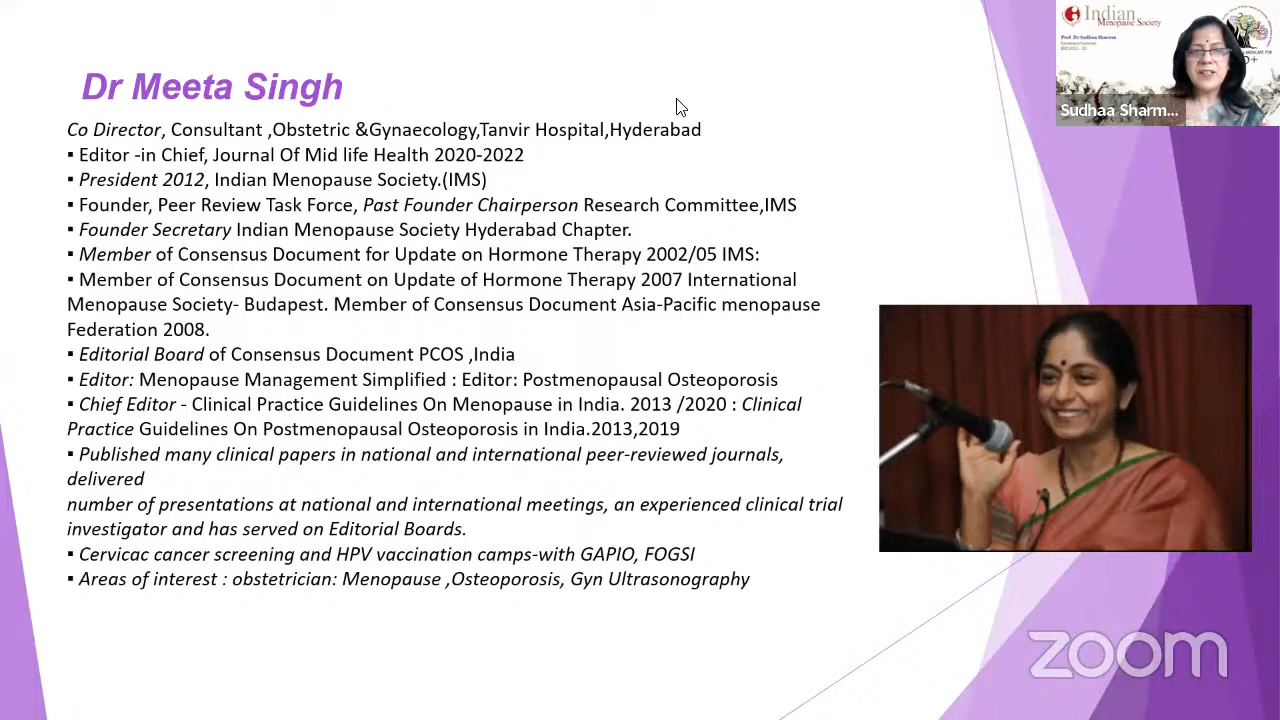 Dr Meeta Singh
Co Director, Consultant ,Obstetric &Gynaecology,Tanvir Hospital,Hyderabad
▪ Editor -in Chief, Journal Of Mid life Health 2020-2022
▪ President 2012, Indian Menopause Society.(IMS)
▪ Founder, Peer Review Task Force, Past Founder Chairperson Research Committee,IMS
▪ Founder Secretary Indian Menopause Society Hyderabad Chapter.
▪ Member of Consensus Document for Update on Hormone Therapy 2002/05 IMS:
▪ Member of Consensus Document on Update of Hormone Therapy 2007 International
Menopause Society- Budapest. Member of Consensus Document Asia-Pacific menopause
Federation 2008.
▪ Editorial Board of Consensus Document PCOS ,India
▪ Editor: Menopause Management Simplified : Editor: Postmenopausal Osteoporosis
▪ Chief Editor - Clinical Practice Guidelines On Menopause in India. 2013 /2020 : Clinical
Practice Guidelines On Postmenopausal Osteoporosis in India.2013,2019
▪ Published many clinical papers in national and international peer-reviewed journals,
delivered
number of presentations at national and international meetings, an experienced clinical trial
investigator and has served on Editorial Boards.
▪ Cervicac cancer screening and HPV vaccination camps-with GAPIO, FOGSI
▪ Areas of interest : obstetrician: Menopause ,Osteoporosis, Gyn Ultrasonography
Indian
Menopause Society
Prof. Dr Sudhaa Sharma
Sudhaa Sharm...
zoom